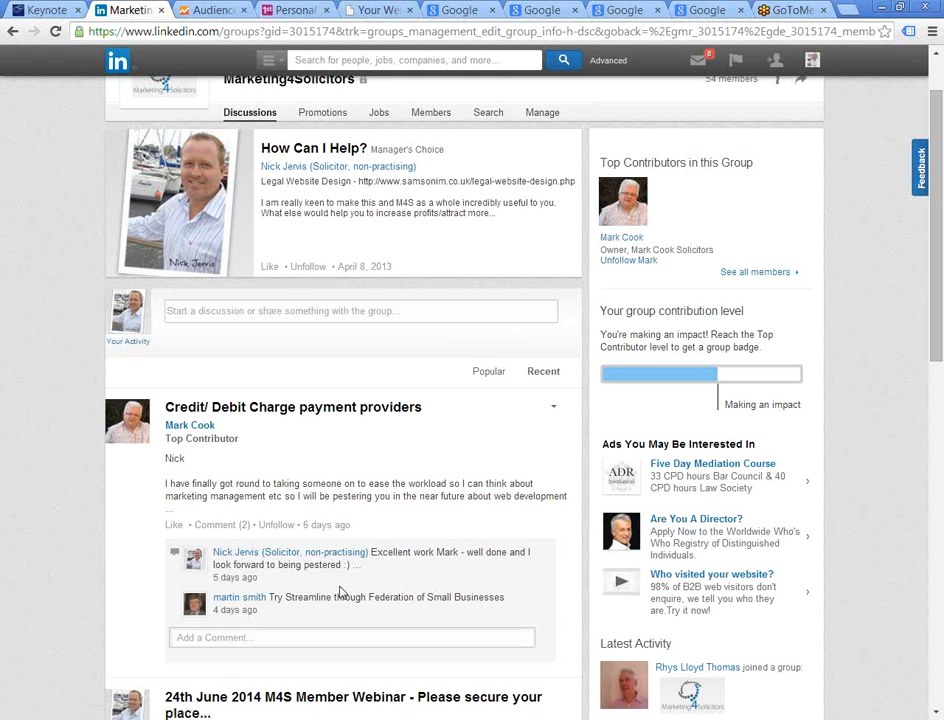 Keynote
Marketin
Audience
Personal
Your We
Google
Google
Google
Google
GoToMe
https://www.linkedin.com/groups?gid=3015174&trk=groups_management_edit_group_info-h-dsc&goback=%2Egmr_3015174%2Egde_3015174_memb
in
Search for people, jobs, companies, and more...
Advanced
8
Marketing4Solicitors
54 members
Marketing
4Solicitors
Discussions
Promotions
Jobs
Members
Search
Manage
How Can I Help? Manager's Choice
Nick Jervis (Solicitor, non-practising)
Legal Website Design - http://www.samsonim.co.uk/legal-website-design.php
I am really keen to make this and M4S as a whole incredibly useful to you.
What else would help you to increase profits/attract more...
Like • Unfollow • April 8, 2013
Nick Jervis
Start a discussion or share something with the group...
Your Activity
Popular
Recent
Credit/ Debit Charge payment providers
Mark Cook
Top Contributor
Nick
I have finally got round to taking someone on to ease the workload so I can think about
marketing management etc so I will be pestering you in the near future about web development
...
Like • Comment (2) • Unfollow • 6 days ago
Nick Jervis (Solicitor, non-practising) Excellent work Mark - well done and I
look forward to being pestered :) ...
5 days ago
martin smith Try Streamline through Federation of Small Businesses
4 days ago
Add a Comment...
24th June 2014 M4S Member Webinar - Please secure your
place...
Top Contributors in this Group
Mark Cook
Owner, Mark Cook Solicitors
Unfollow Mark
See all members
Your group contribution level
You're making an impact! Reach the Top
Contributor level to get a group badge.
Making an impact
Ads You May Be Interested In
ADR
Five Day Mediation Course
33 CPD hours Bar Council & 40
CPD hours Law Society
Are You A Director?
Apply Now to the Worldwide Who's
Who Registry of Distinguished
Individuals.
Who visited your website?
98% of B2B web visitors don't
enquire, we tell you who they
are.Try it now!
Latest Activity
Rhys Lloyd Thomas joined a group:
Marketing
4Solicitors
Feedback